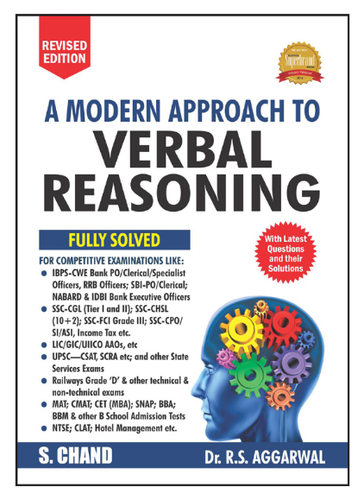 REVISED
EDITION
Superbrand
A MODERN APPROACH TO
VERBAL
REASONING
FULLY SOLVED
With Latest
Questions and
their Solutions
FOR COMPETITIVE EXAMINATIONS LIKE:
• IBPS-CWE Bank PO/Clerical/Specialist
Officers, RRB Officers; SBI-PO/Clerical;
NABARD & IDBI Bank Executive Officers
• SSC-CGL (Tier I and II); SSC-CHSL
(10+2); SSC-FCI Grade III; SSC-CPO/
SI/ASI, Income Tax etc.
• LIC/GIC/UIICO AAOs, etc
• UPSC—CSAT, SCRA etc; and other State
Services Exams
• Railways Grade 'D' & other technical &
non-technical exams
• MAT; CMAT; CET (MBA); SNAP; BBA;
BBM & other B School Admission Tests
• NTSE; CLAT; Hotel Management etc.
S. CHAND
Dr. R.S. AGGARWAL